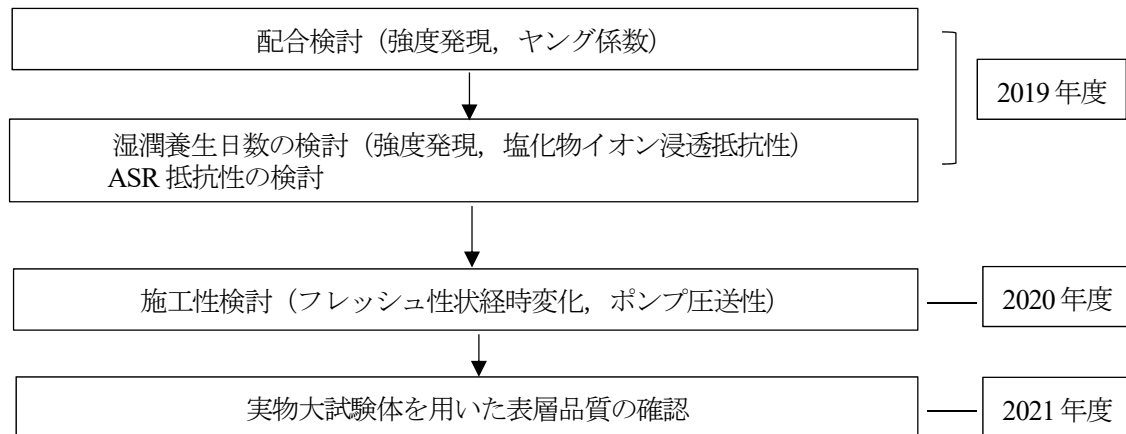 配合検討（強度発現，ヤング係数）
2019 年度
湿潤養生日数の検討（強度発現，塩化物イオン浸透抵抗性）
ASR 抵抗性の検討
施工性検討（フレッシュ性状経時変化，ポンプ圧送性）
2020 年度
実物大試験体を用いた表層品質の確認
2021 年度